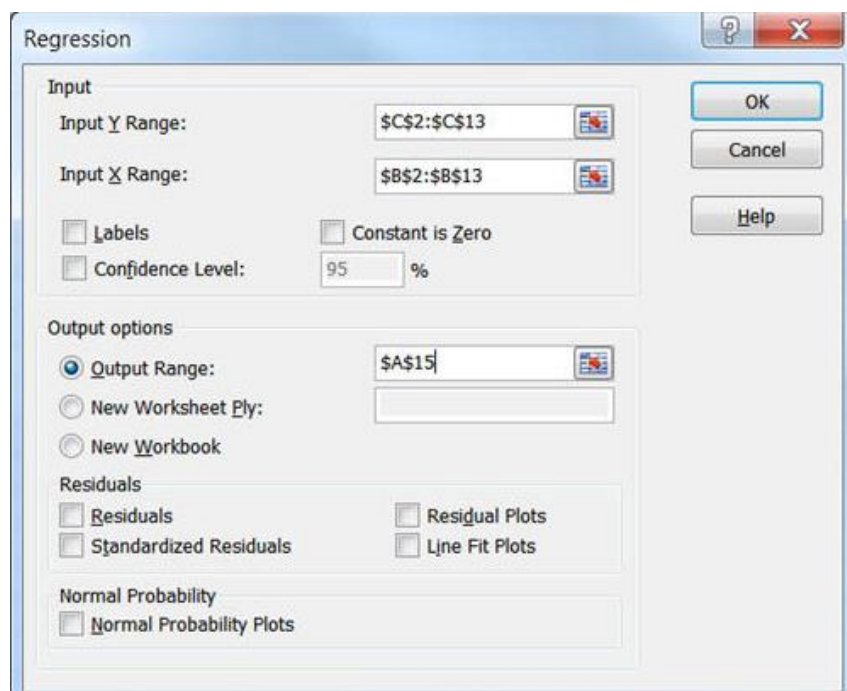 Regression
Input
Input Y Range: $C$2:$C$13
Input X Range: $B$2:$B$13
Labels Constant is Zero
Confidence Level: 95 %
OK
Cancel
Help
Output options
Output Range: $A$15
New Worksheet Ply:
New Workbook
Residuals
Residuals Residual Plots
Standardized Residuals Line Fit Plots
Normal Probability
Normal Probability Plots